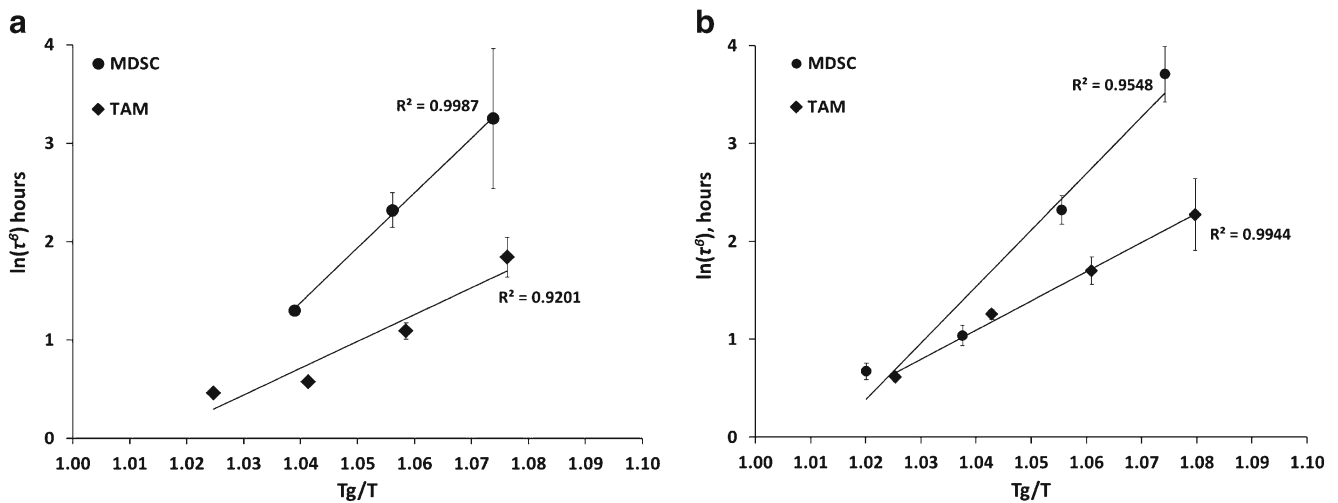 a
4
3
2
1
0
ln(τᵝ) hours
MDSC
TAM
R² = 0.9987
R² = 0.9201
1.00 1.01 1.02 1.03 1.04 1.05 1.06 1.07 1.08 1.09 1.10
Tg/T
b
4
3
2
1
0
ln(τᵝ), hours
MDSC
TAM
R² = 0.9548
R² = 0.9944
1.00 1.01 1.02 1.03 1.04 1.05 1.06 1.07 1.08 1.09 1.10
Tg/T